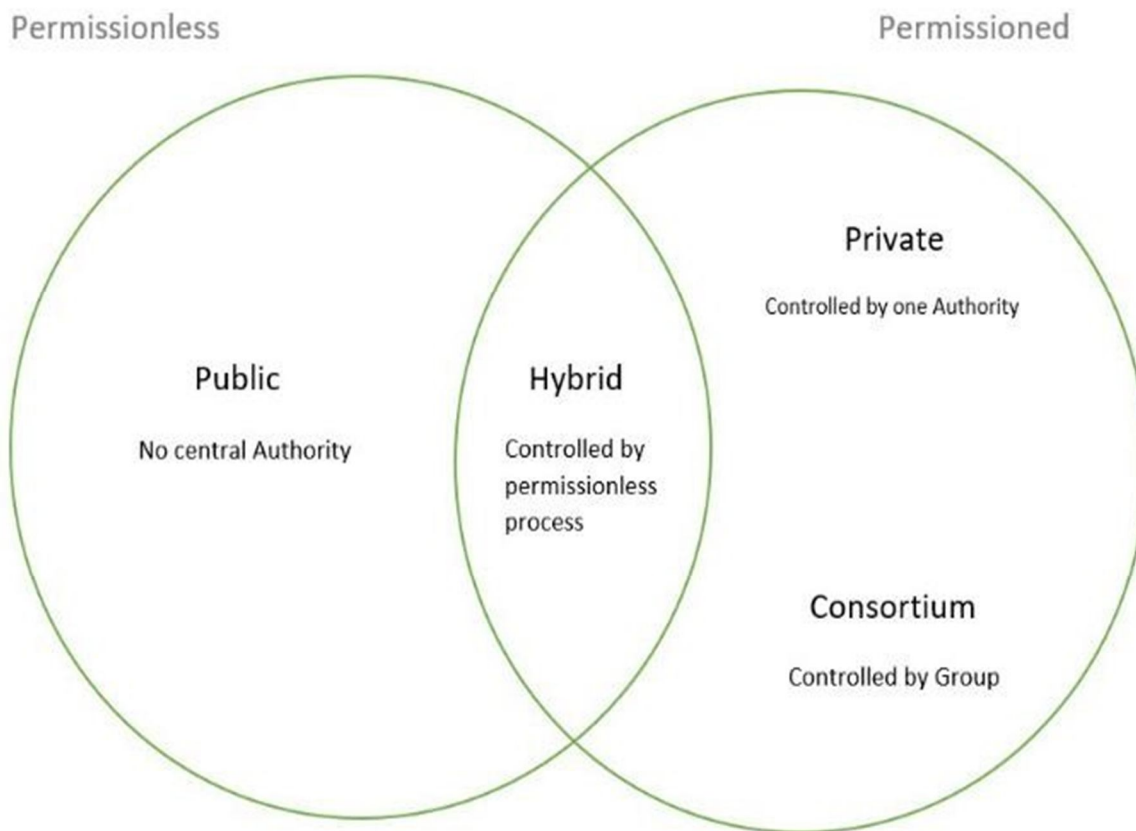 Permissionless
Permissioned
Public
No central Authority
Hybrid
Controlled by
permissionless
process
Private
Controlled by one Authority
Consortium
Controlled by Group